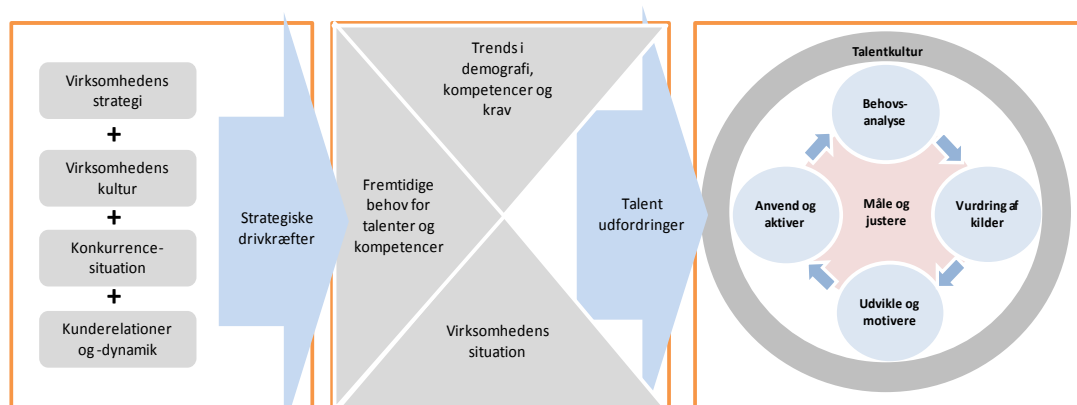 Virksomhedens
strategi
+
Virksomhedens
kultur
+
Konkurrence-
situation
+
Kunderelationer
og -dynamik
Strategiske
drivkræfter
Trends i
demografi,
kompetencer og
krav
Fremtidige
behov for
talenter og
kompetencer
Virksomhedens
situation
Talent
udfordringer
Talentkultur
Behovs-
analyse
Anvend og
aktiver
Måle og
justere
Vurdring af
kilder
Udvikle og
motivere